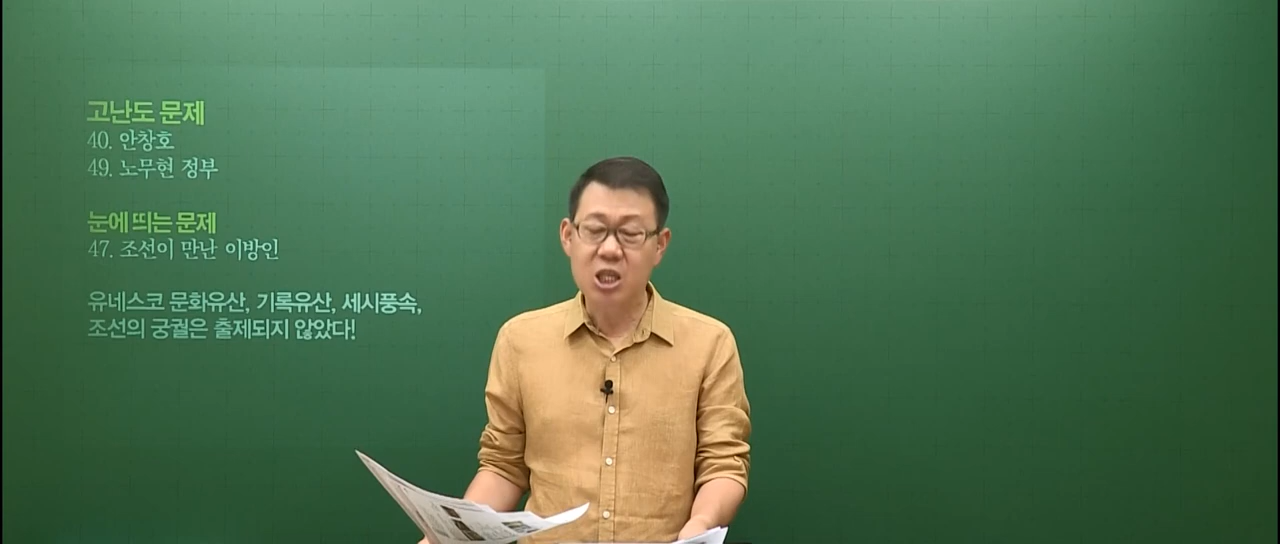 고난도 문제
40. 안창호
49. 노무현 정부
눈에 띄는 문제
47. 조선이 만난 이방인
유네스코 문화유산, 기록유산, 세시풍속,
조선의 궁궐은 출제되지 않았다!